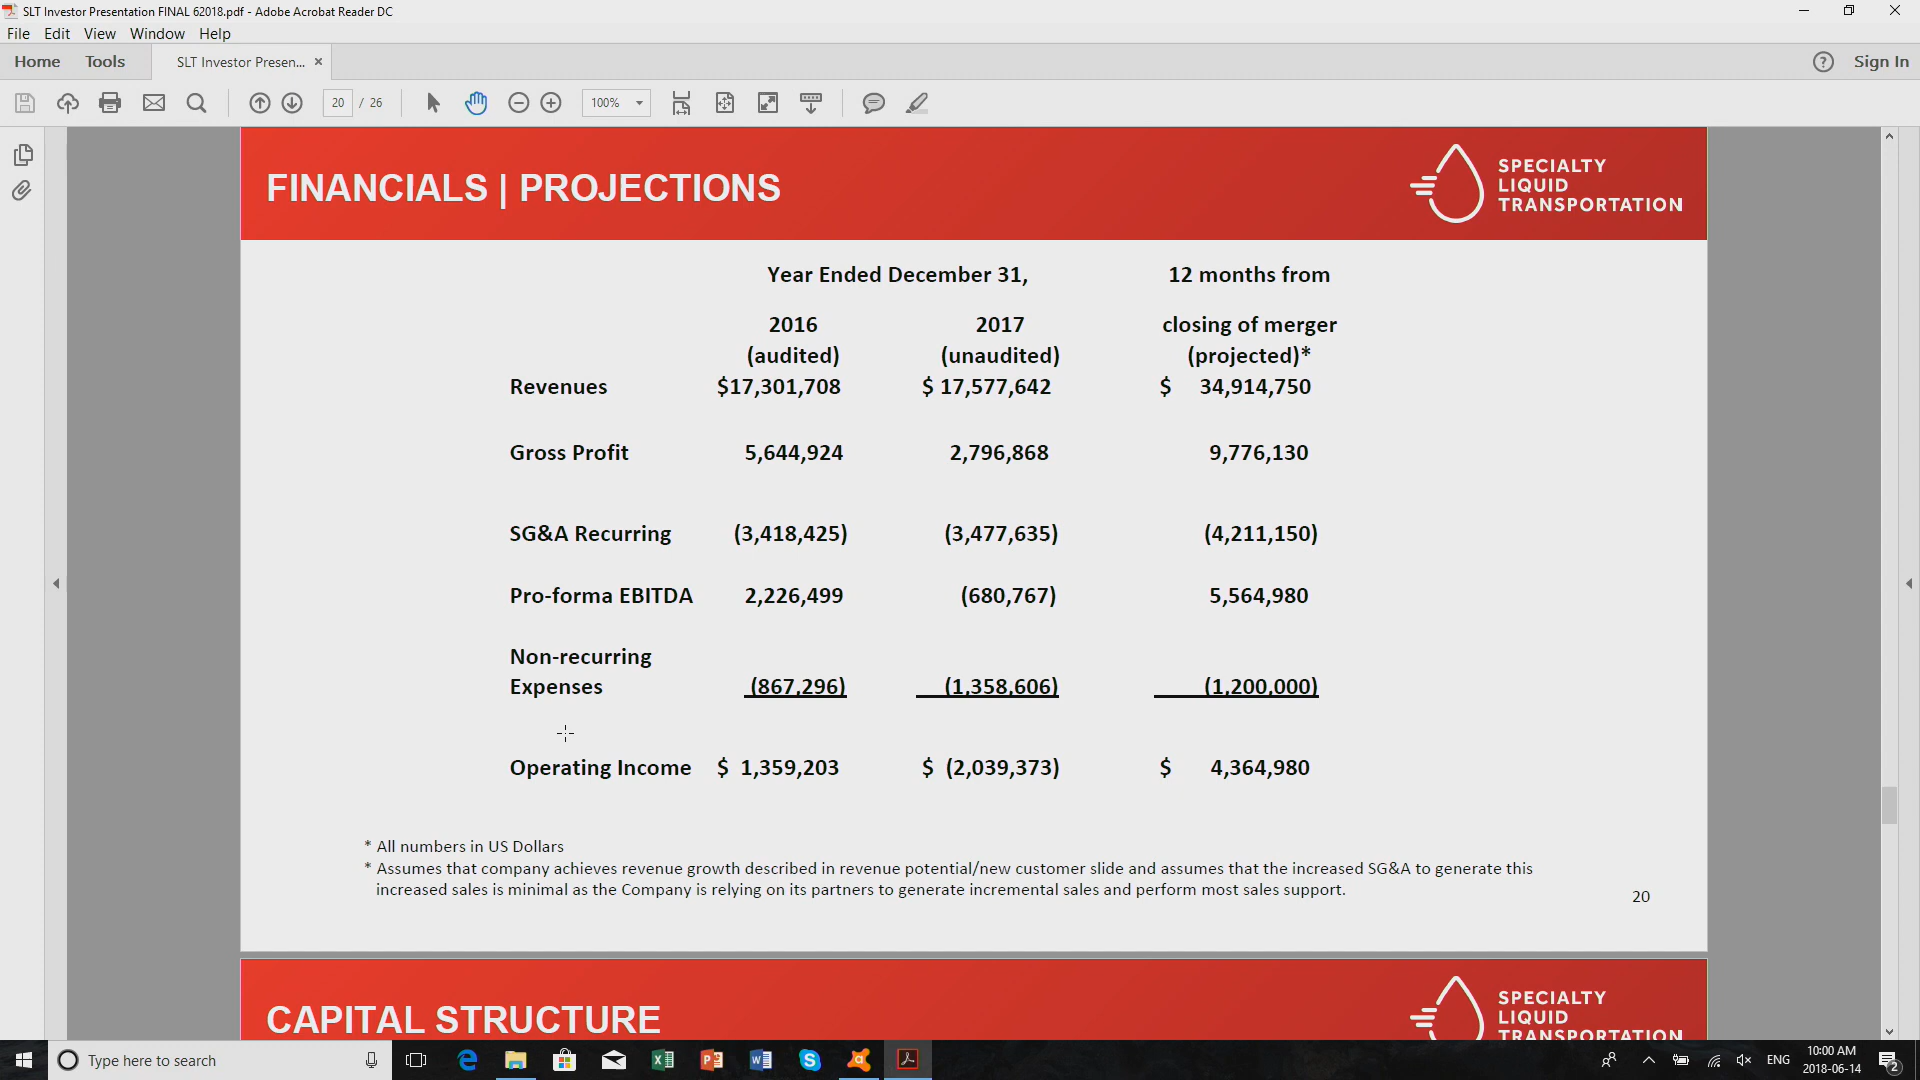 SLT Investor Presentation FINAL 62018.pdf - Adobe Acrobat Reader DC
File Edit View Window Help
Home Tools SLT Investor Presen... × ? Sign In
20 / 26 100%
FINANCIALS | PROJECTIONS
SPECIALTY
LIQUID
TRANSPORTATION
Year Ended December 31, 12 months from
2016 2017 closing of merger
(audited) (unaudited) (projected)*
Revenues $17,301,708 $ 17,577,642 $ 34,914,750
Gross Profit 5,644,924 2,796,868 9,776,130
SG&A Recurring (3,418,425) (3,477,635) (4,211,150)
Pro-forma EBITDA 2,226,499 (680,767) 5,564,980
Non-recurring
Expenses (867,296) (1,358,606) (1,200,000)
Operating Income $ 1,359,203 $ (2,039,373) $ 4,364,980
* All numbers in US Dollars
* Assumes that company achieves revenue growth described in revenue potential/new customer slide and assumes that the increased SG&A to generate this
increased sales is minimal as the Company is relying on its partners to generate incremental sales and perform most sales support.
20
CAPITAL STRUCTURE
SPECIALTY
LIQUID
TRANSPORTATION
Type here to search
ENG
10:00 AM
2018-06-14
2